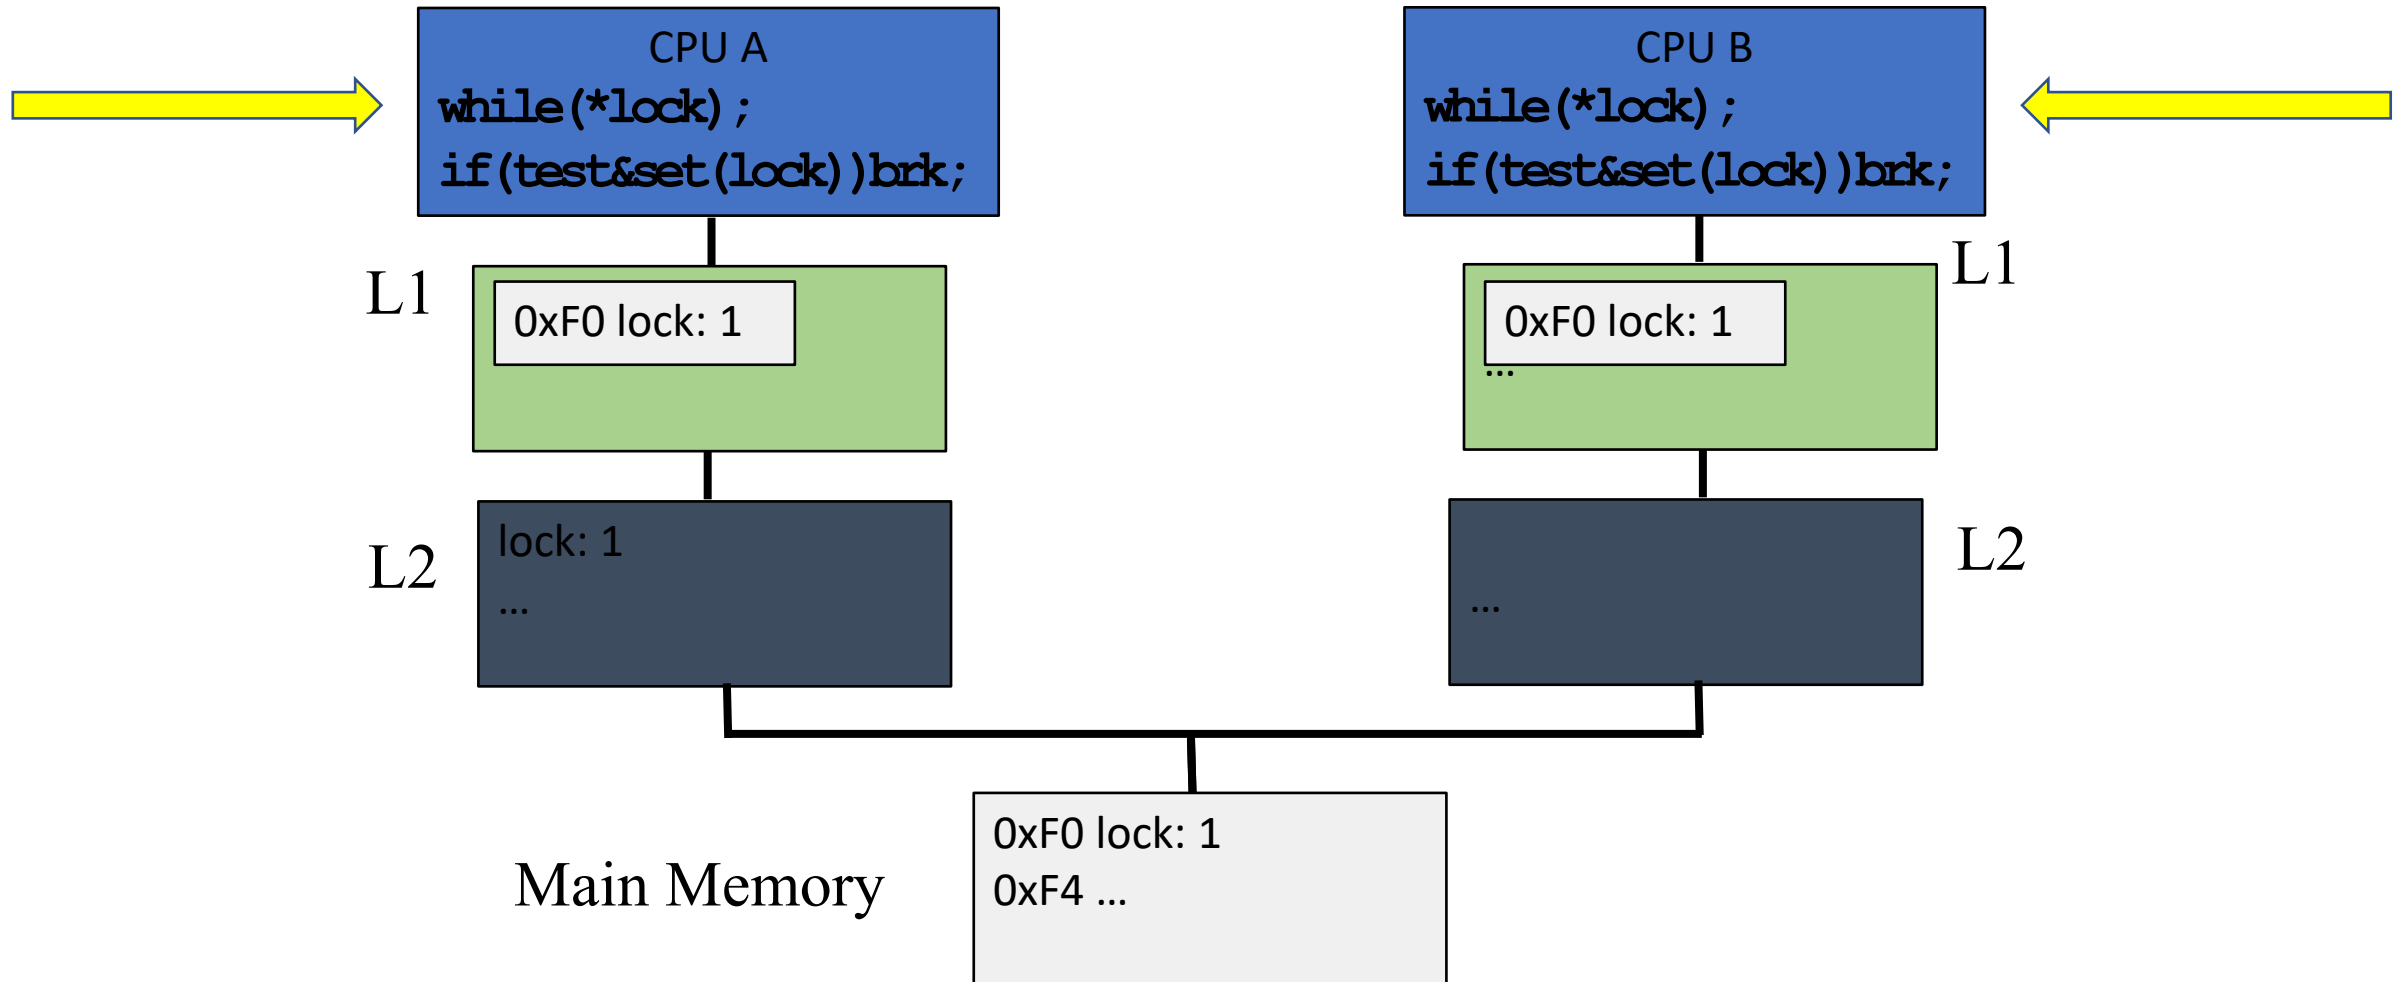 CPU A
while(*lock);
if(test&set(lock))brk;
CPU B
while(*lock);
if(test&set(lock))brk;
L1
0xF0 lock: 1
0xF0 lock: 1
...
L1
L2
lock: 1
...
...
L2
Main Memory
0xF0 lock: 1
0xF4 ...